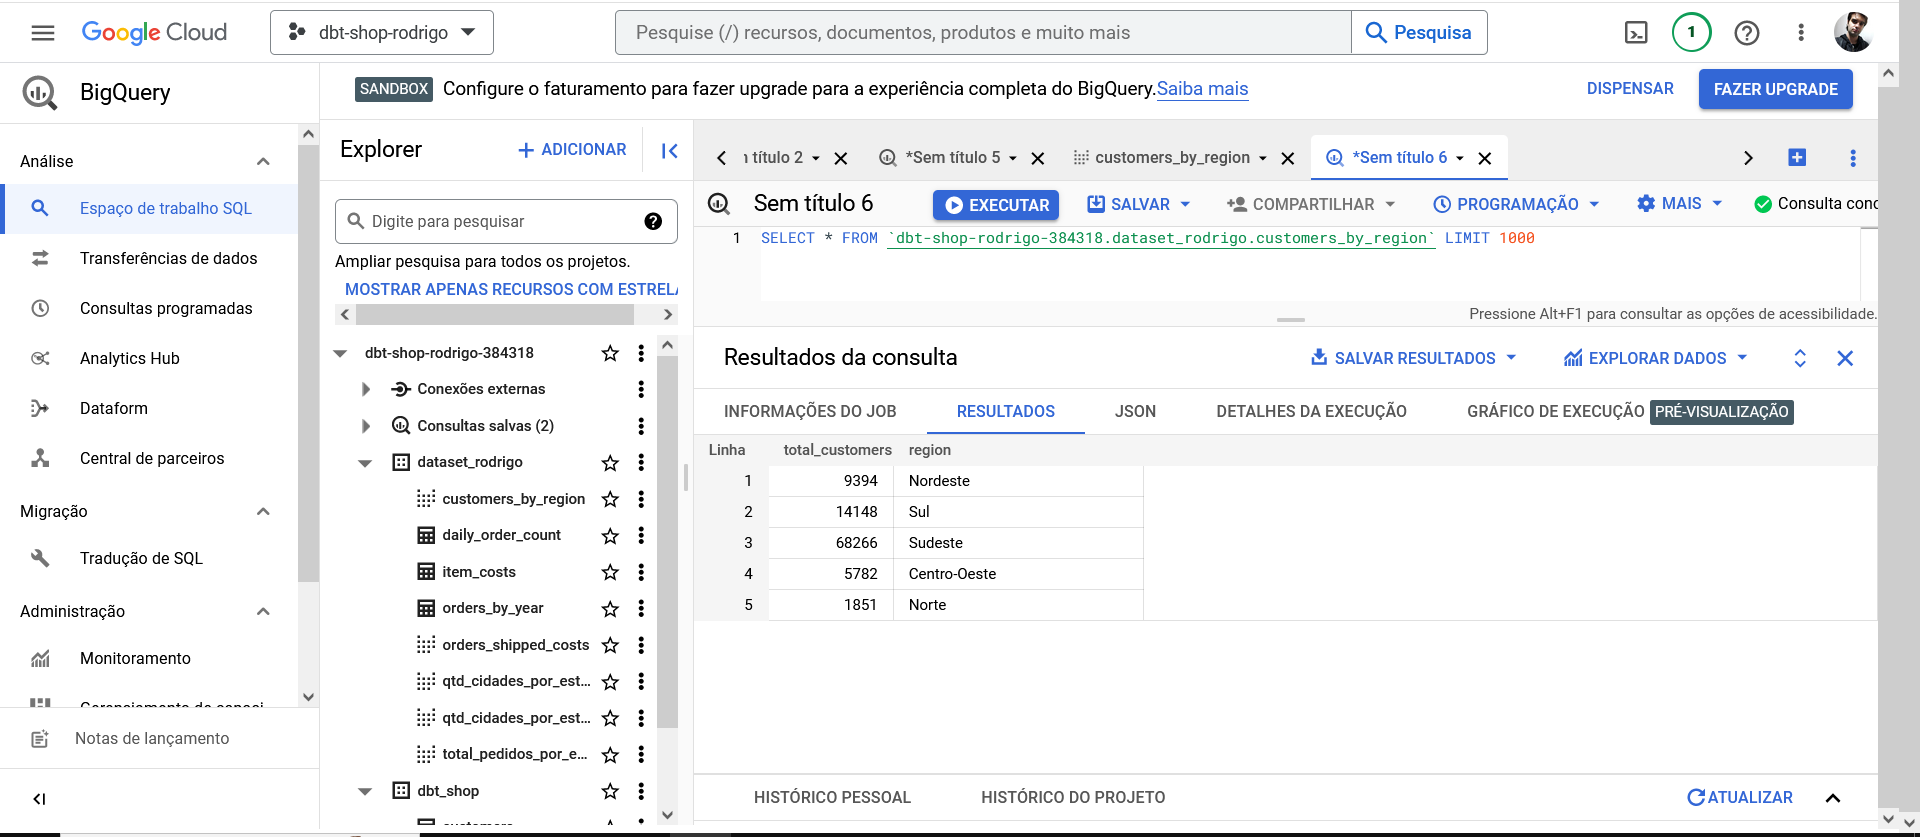 Google Cloud
dbt-shop-rodrigo
Pesquise (/) recursos, documentos, produtos e muito mais
Pesquisa
1
BigQuery
SANDBOX Configure o faturamento para fazer upgrade para a experiência completa do BigQuery. Saiba mais
DISPENSAR
FAZER UPGRADE
Análise
Espaço de trabalho SQL
Transferências de dados
Consultas programadas
Analytics Hub
Dataform
Central de parceiros
Migração
Tradução de SQL
Administração
Monitoramento
Notas de lançamento
Explorer
ADICIONAR
Digite para pesquisar
Ampliar pesquisa para todos os projetos.
MOSTRAR APENAS RECURSOS COM ESTRELA
dbt-shop-rodrigo-384318
Conexões externas
Consultas salvas (2)
dataset_rodrigo
customers_by_region
daily_order_count
item_costs
orders_by_year
orders_shipped_costs
qtd_cidades_por_est...
qtd_cidades_por_est...
total_pedidos_por_e...
dbt_shop
título 2
*Sem título 5
customers_by_region
*Sem título 6
Sem título 6
EXECUTAR
SALVAR
COMPARTILHAR
PROGRAMAÇÃO
MAIS
Consulta conc
1 SELECT * FROM `dbt-shop-rodrigo-384318.dataset_rodrigo.customers_by_region` LIMIT 1000
Pressione Alt+F1 para consultar as opções de acessibilidade.
Resultados da consulta
SALVAR RESULTADOS
EXPLORAR DADOS
INFORMAÇÕES DO JOB
RESULTADOS
JSON
DETALHES DA EXECUÇÃO
GRÁFICO DE EXECUÇÃO PRÉ-VISUALIZAÇÃO
Linha total_customers region
1 9394 Nordeste
2 14148 Sul
3 68266 Sudeste
4 5782 Centro-Oeste
5 1851 Norte
HISTÓRICO PESSOAL
HISTÓRICO DO PROJETO
ATUALIZAR